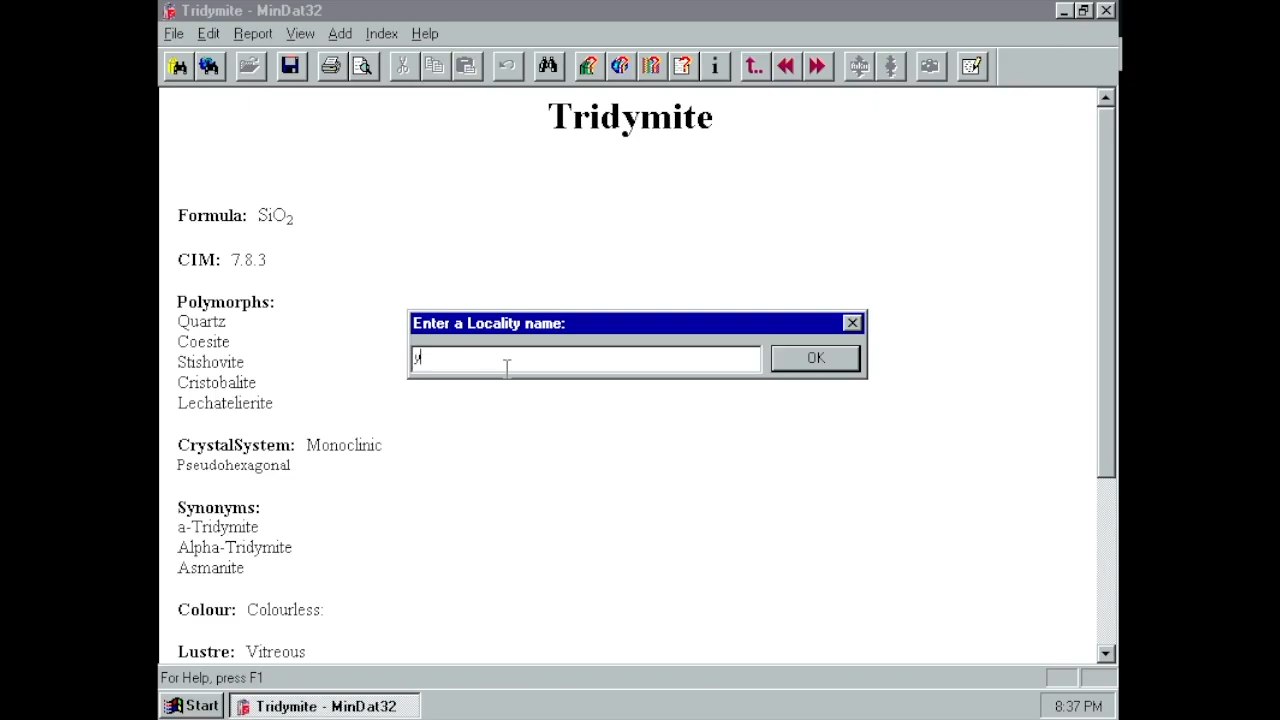 Tridymite - MinDat32
File Edit Report View Add Index Help
Tridymite
Formula: SiO₂
CIM: 7.8.3
Polymorphs:
Quartz
Coesite
Stishovite
Cristobalite
Lechatelierite
CrystalSystem: Monoclinic
Pseudohexagonal
Synonyms:
a-Tridymite
Alpha-Tridymite
Asmanite
Colour: Colourless:
Lustre: Vitreous
Enter a Locality name:
y
OK
For Help, press F1
Start Tridymite - MinDat32 8:37 PM